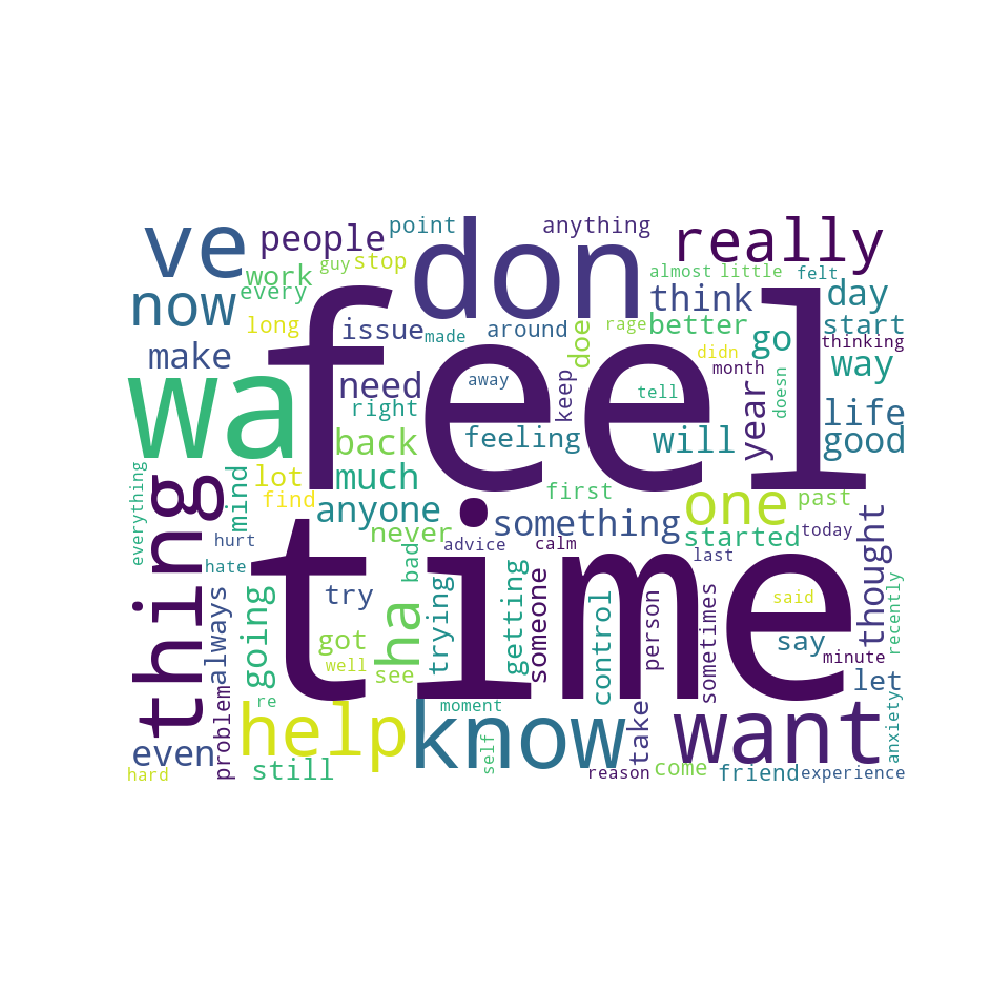 ve
people
point
don
anything
really
now
work
guy
stop
every
almost
little
felt
day
think
long
issue
made
around
doe
rage
better
go
start
make
feel
didn
thinking
wa
need
away
keep
tell
month
year
doesn
way
right
life
back
feeling
will
good
thing
everything
mind
lot
much
find
anyone
first
one
past
never
something
started
today
hurt
advice
calm
last
thought
hate
time
bad
always
going
try
ha
trying
getting
someone
control
person
sometimes
said
recently
got
see
say
minute
well
let
problem
re
moment
help
know
take
want
anxiety
even
self
hard
still
reason
come
friend
experience